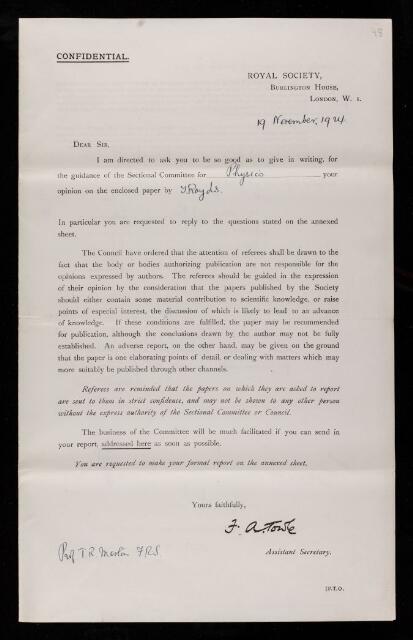 48
CONFIDENTIAL.
ROYAL SOCIETY,
BURLINGTON HOUSE,
LONDON, W. 1.
19 November, 1924.
DEAR SIR,
I am directed to ask you to be so good as to give in writing, for
the guidance of the Sectional Committee for Physics your
opinion on the enclosed paper by T Royds.
In particular you are requested to reply to the questions stated on the annexed
sheet.
The Council have ordered that the attention of referees shall be drawn to the
fact that the body or bodies authorizing publication are not responsible for the
opinions expressed by authors. The referees should be guided in the expression
of their opinion by the consideration that the papers published by the Society
should either contain some material contribution to scientific knowledge, or raise
points of especial interest, the discussion of which is likely to lead to an advance
of knowledge. If these conditions are fulfilled, the paper may be recommended
for publication, although the conclusions drawn by the author may not be fully
established. An adverse report, on the other hand, may be given on the ground
that the paper is one elaborating points of detail, or dealing with matters which may
more suitably be published through other channels.
Referees are reminded that the papers on which they are asked to report
are sent to them in strict confidence, and may not be shown to any other person
without the express authority of the Sectional Committee or Council.
The business of the Committee will be much facilitated if you can send in
your report, addressed here as soon as possible.
You are requested to make your formal report on the annexed sheet.
Yours faithfully,
F. A. Towle
Assistant Secretary.
Prof T. R. Merton F.R.S
[P.T.O.